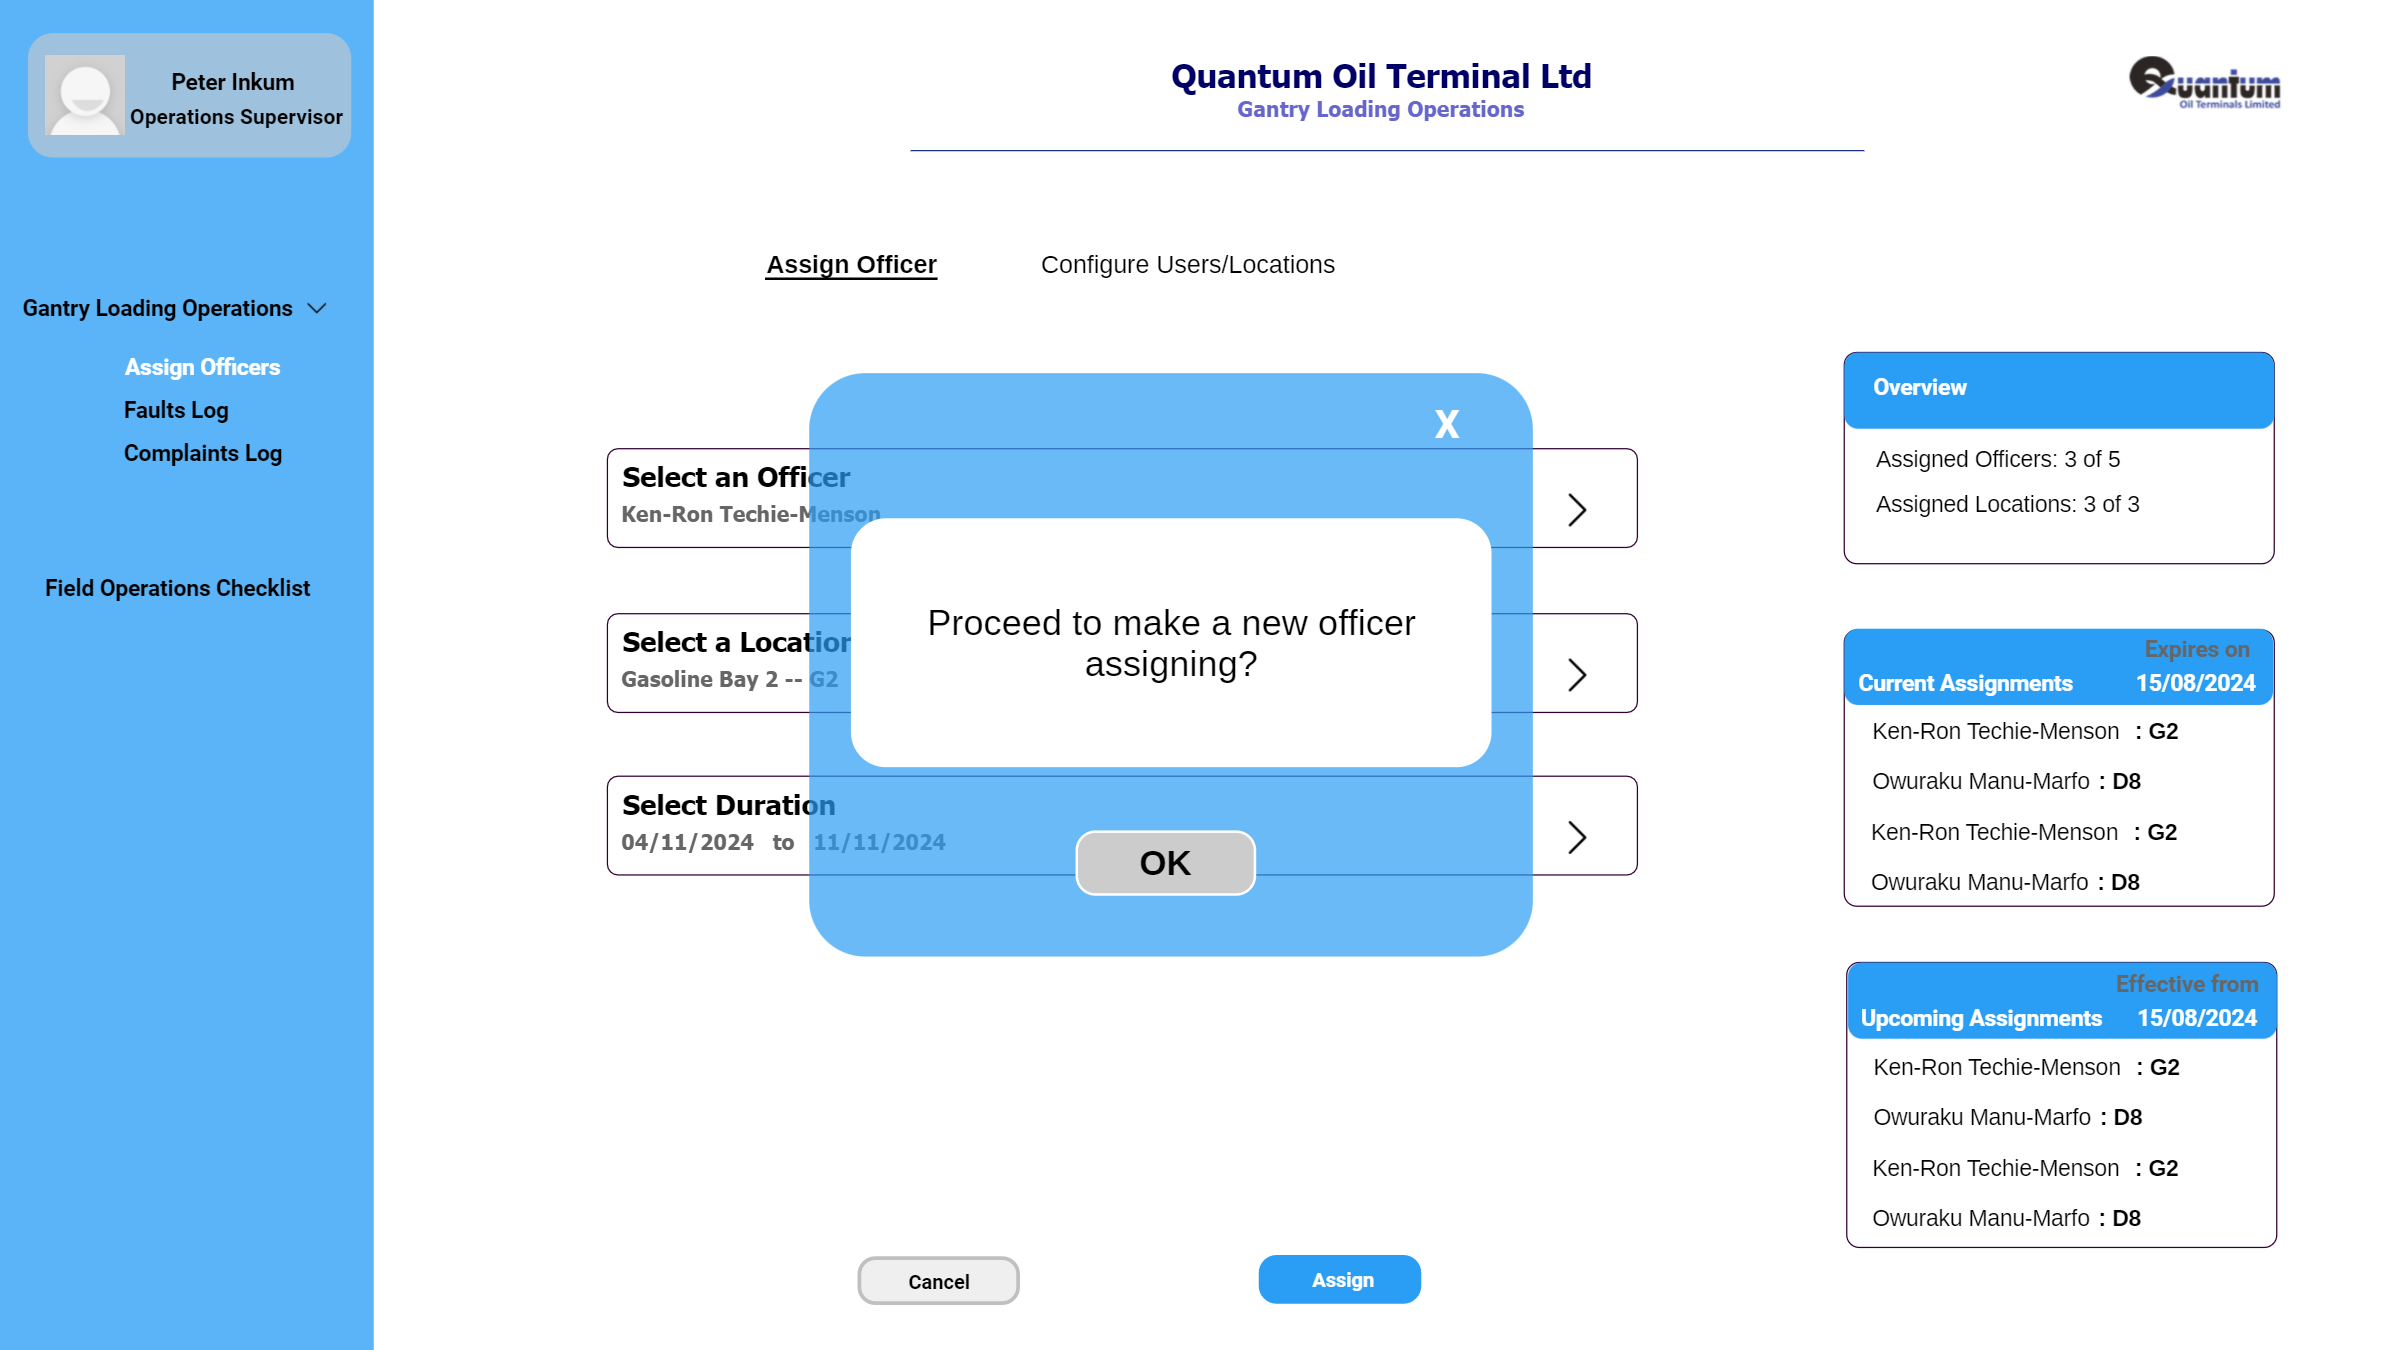 Peter Inkum
Operations Supervisor
Gantry Loading Operations
Assign Officers
Faults Log
Complaints Log
Field Operations Checklist
Quantum Oil Terminal Ltd
Gantry Loading Operations
Quantum
Oil Terminals Limited
Assign Officer
Configure Users/Locations
Select an Officer
Ken-Ron Techie-Menson
Select a Location
Gasoline Bay 2 -- G2
Select Duration
04/11/2024 to 11/11/2024
X
Proceed to make a new officer
assigning?
OK
Cancel
Assign
Overview
Assigned Officers: 3 of 5
Assigned Locations: 3 of 3
Expires on
Current Assignments 15/08/2024
Ken-Ron Techie-Menson : G2
Owuraku Manu-Marfo : D8
Ken-Ron Techie-Menson : G2
Owuraku Manu-Marfo : D8
Effective from
Upcoming Assignments 15/08/2024
Ken-Ron Techie-Menson : G2
Owuraku Manu-Marfo : D8
Ken-Ron Techie-Menson : G2
Owuraku Manu-Marfo : D8